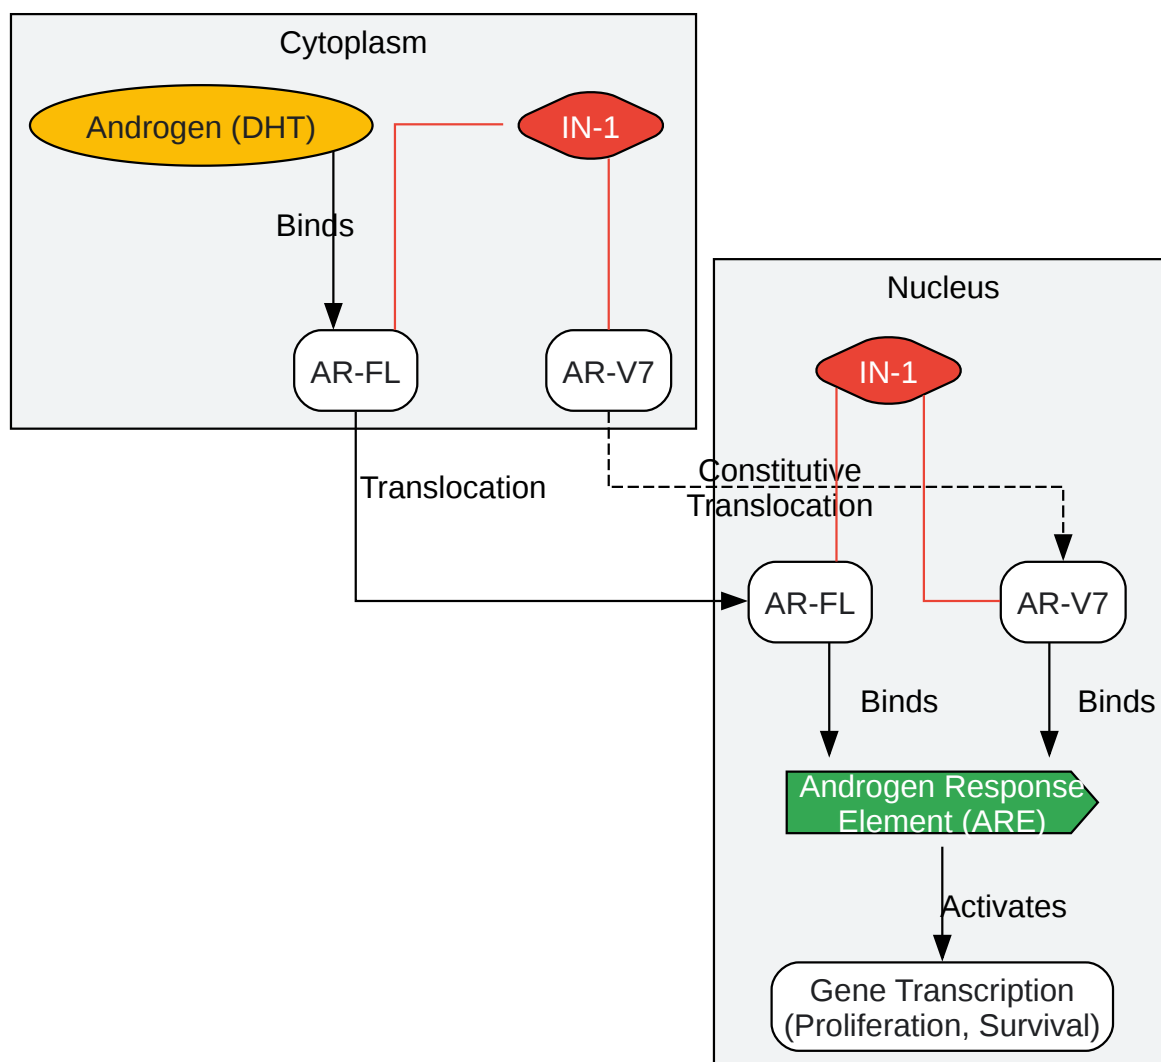 Cytoplasm
Androgen (DHT)
IN-1
Binds
AR-FL
AR-V7
Nucleus
IN-1
Translocation
Constitutive
Translocation
AR-FL
AR-V7
Binds
Binds
Androgen Response
Element (ARE)
Activates
Gene Transcription
(Proliferation, Survival)